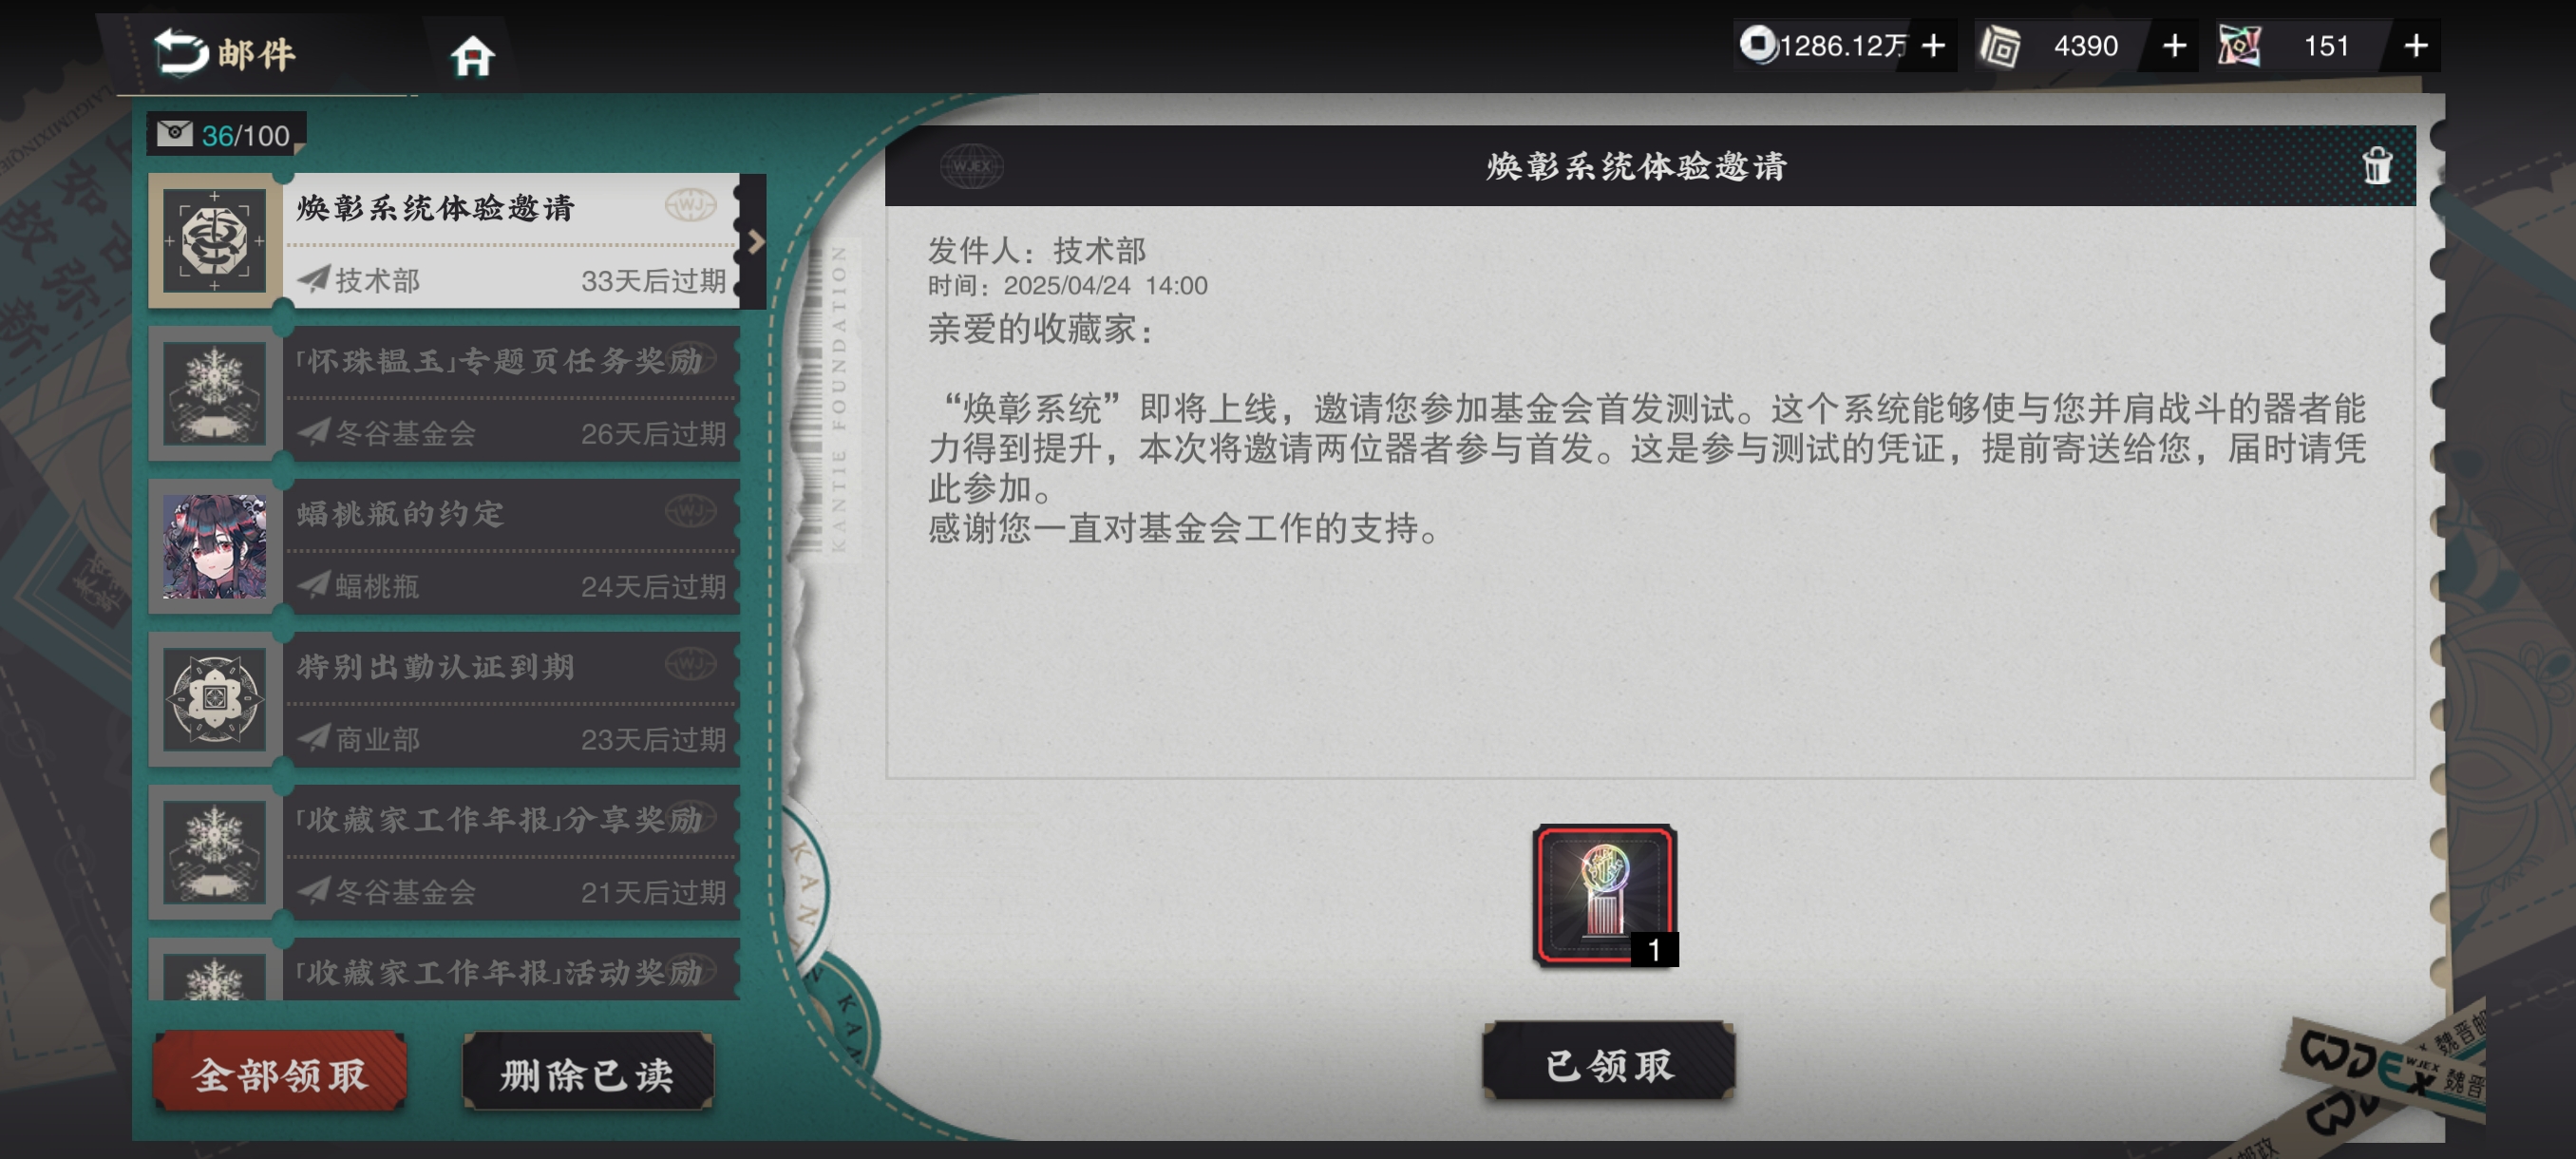 邮件
1286.12万
4390
151
36/100
焕彰系统体验邀请
技术部
33天后过期
「怀珠韫玉」专题页任务奖励
冬谷基金会
26天后过期
蝠桃瓶的约定
蝠桃瓶
24天后过期
特别出勤认证到期
商业部
23天后过期
「收藏家工作年报」分享奖励
冬谷基金会
21天后过期
「收藏家工作年报」活动奖励
全部领取
删除已读
KANTIE FOUNDATION
焕彰系统体验邀请
发件人：技术部
时间：2025/04/24 14:00
亲爱的收藏家：
“焕彰系统”即将上线，邀请您参加基金会首发测试。这个系统能够使与您并肩战斗的器者能
力得到提升，本次将邀请两位器者参与首发。这是参与测试的凭证，提前寄送给您，届时请凭
此参加。
感谢您一直对基金会工作的支持。
1
已领取
WJEX